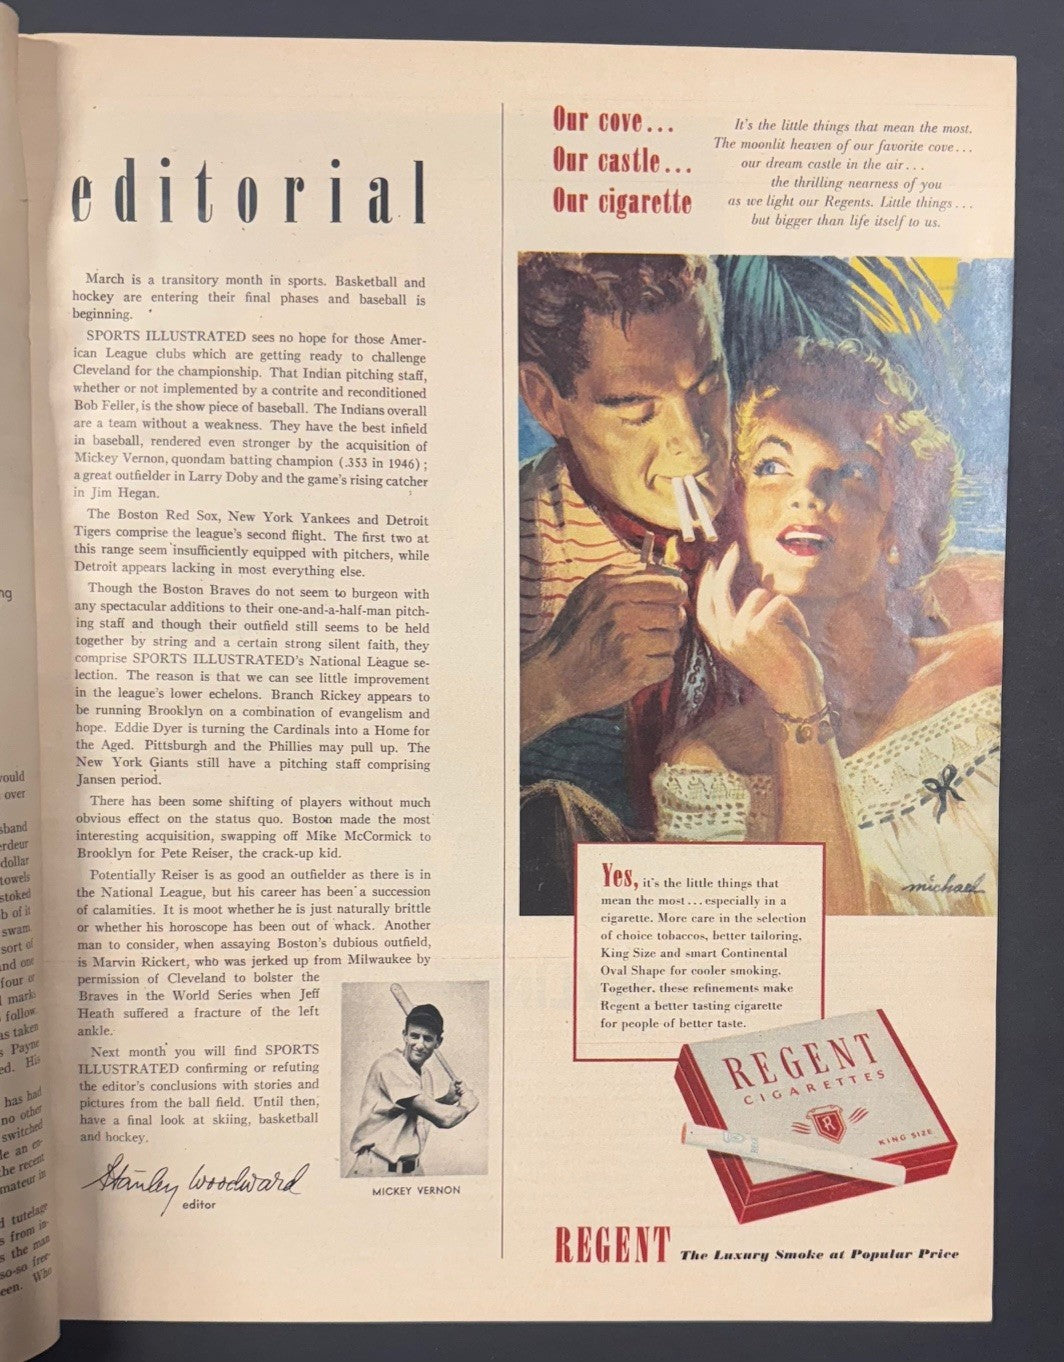 editorial
March is a transitory month in sports. Basketball and
hockey are entering their final phases and baseball is
beginning.
SPORTS ILLUSTRATED sees no hope for those Amer-
ican League clubs which are getting ready to challenge
Cleveland for the championship. That Indian pitching staff,
whether or not implemented by a contrite and reconditioned
Bob Feller, is the show piece of baseball. The Indians overall
are a team without a weakness. They have the best infield
in baseball, rendered even stronger by the acquisition of
Mickey Vernon, quondam batting champion (.353 in 1946);
a great outfielder in Larry Doby and the game's rising catcher
in Jim Hegan.
The Boston Red Sox, New York Yankees and Detroit
Tigers comprise the league's second flight. The first two at
this range seem insufficiently equipped with pitchers, while
Detroit appears lacking in most everything else.
Though the Boston Braves do not seem to burgeon with
any spectacular additions to their one-and-a-half-man pitch-
ing staff and though their outfield still seems to be held
together by string and a certain strong silent faith, they
comprise SPORTS ILLUSTRATED's National League se-
lection. The reason is that we can see little improvement
in the league's lower echelons. Branch Rickey appears to
be running Brooklyn on a combination of evangelism and
hope. Eddie Dyer is turning the Cardinals into a Home for
the Aged. Pittsburgh and the Phillies may pull up. The
New York Giants still have a pitching staff comprising
Jansen period.
There has been some shifting of players without much
obvious effect on the status quo. Boston made the most
interesting acquisition, swapping off Mike McCormick to
Brooklyn for Pete Reiser, the crack-up kid.
Potentially Reiser is as good an outfielder as there is in
the National League, but his career has been a succession
of calamities. It is moot whether he is just naturally brittle
or whether his horoscope has been out of whack. Another
man to consider, when assaying Boston's dubious outfield,
is Marvin Rickert, who was jerked up from Milwaukee by
permission of Cleveland to bolster the
Braves in the World Series when Jeff
Heath suffered a fracture of the left
ankle.
Next month you will find SPORTS
ILLUSTRATED confirming or refuting
the editor's conclusions with stories and
pictures from the ball field. Until then,
have a final look at skiing, basketball
and hockey.
Stanley Woodward
editor
MICKEY VERNON
Our cove...
Our castle...
Our cigarette
It's the little things that mean the most.
The moonlit heaven of our favorite cove...
our dream castle in the air...
the thrilling nearness of you
as we light our Regents. Little things...
but bigger than life itself to us.
michael
Yes, it's the little things that
mean the most...especially in a
cigarette. More care in the selection
of choice tobaccos, better tailoring,
King Size and smart Continental
Oval Shape for cooler smoking.
Together, these refinements make
Regent a better tasting cigarette
for people of better taste.
REGENT
CIGARETTES
R
KING SIZE
REGENT The Luxury Smoke at Popular Price